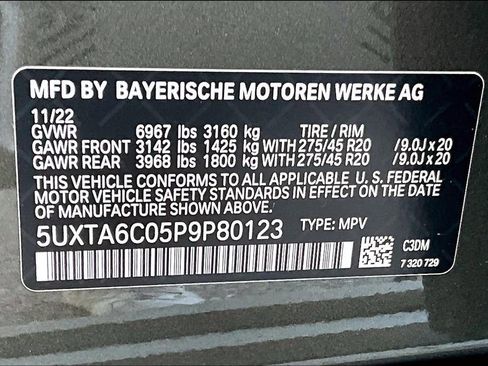 MFD BY BAYERISCHE MOTOREN WERKE AG
11/22
GVWR 6967 lbs 3160 kg TIRE / RIM
GAWR FRONT 3142 lbs 1425 kg WITH 275/45 R20 /9.0J x 20
GAWR REAR 3968 lbs 1800 kg WITH 275/45 R20 /9.0J x 20
THIS VEHICLE CONFORMS TO ALL APPLICABLE U. S. FEDERAL
MOTOR VEHICLE SAFETY STANDARDS IN EFFECT ON THE DATE
OF MANUFACTURE SHOWN ABOVE.
5UXTA6C05P9P80123 TYPE: MPV
C3DM
7 320 729